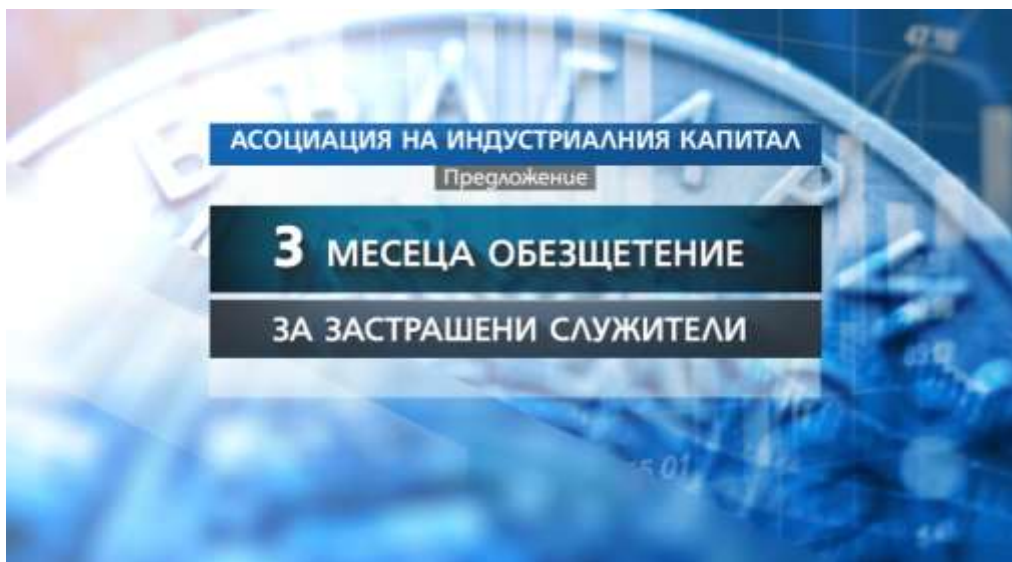 АСОЦИАЦИЯ НА ИНДУСТРИАЛНИЯ КАПИТАЛ
Предложение
3 МЕСЕЦА ОБЕЗЩЕТЕНИЕ
ЗА ЗАСТРАШЕНИ СЛУЖИТЕЛИ